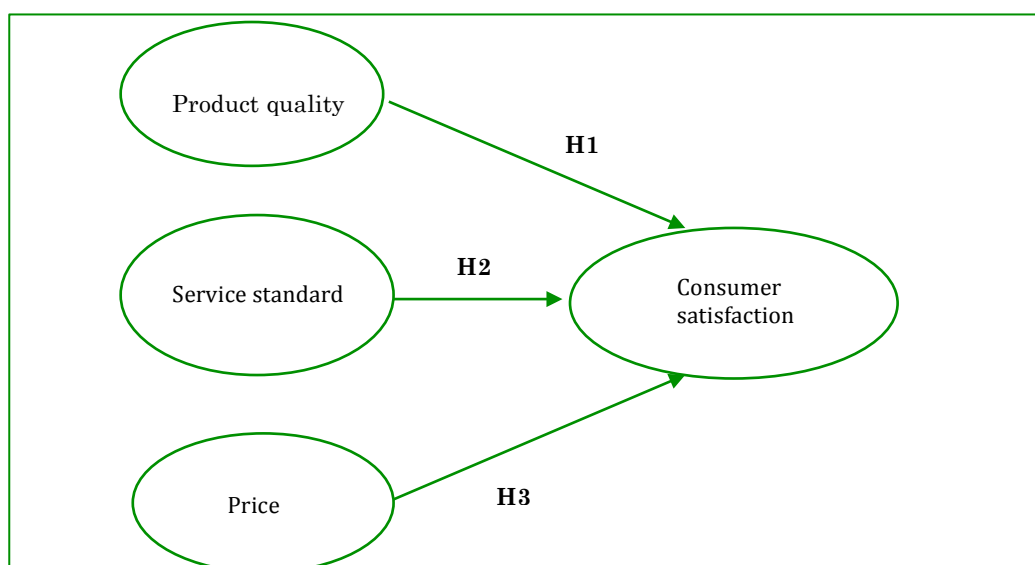 Product quality
H1
Service standard
H2
Consumer
satisfaction
Price
H3